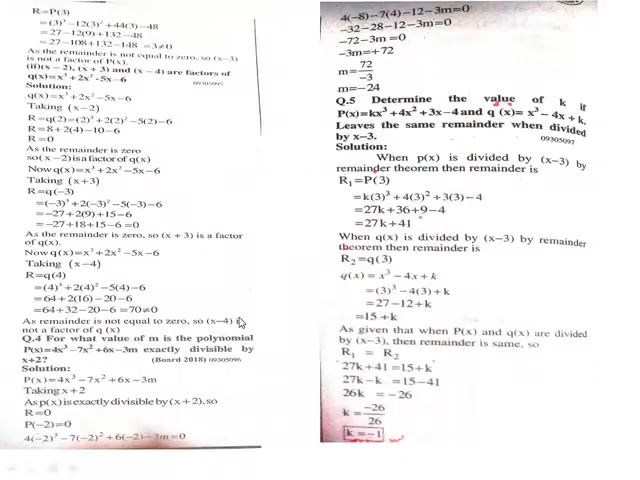 R=P(3)
=(3)³-12(3)²+44(3)-48
=27-12(9)+132-48
=27-108+132-148 =3≠0
As the remainder is not equal to zero, so (x-3)
is not a factor of P(x).
(ii)(x-2), (x+3) and (x-4) are factors of
q(x)=x³+2x²-5x-6
Solution:
q(x)=x³+2x²-5x-6
Taking (x-2)
R=q(2)=(2)³+2(2)²-5(2)-6
R=8+2(4)-10-6
R=0
As the remainder is zero
so(x-2)is a factor of q(x)
Now q(x)=x³+2x²-5x-6
Taking (x+3)
R=q(-3)
=(-3)³+2(-3)²-5(-3)-6
=-27+2(9)+15-6
=-27+18+15-6=0
As the remainder is zero, so (x+3) is a factor
of q(x).
Now q(x)=x³+2x²-5x-6
Taking (x-4)
R=q(4)
=(4)³+2(4)²-5(4)-6
=64+2(16)-20-6
=64+32-20-6=70≠0
As remainder is not equal to zero, so (x-4) i
not a factor of q (x)
Q.4 For what value of m is the polynomial
P(x)=4x³-7x²+6x-3m exactly divisible by
x+2? (Board 2018) 09305096
Solution:
P(x)=4x³-7x²+6x-3m
Taking x+2
As p(x) is exactly divisible by (x+2), so
R=0
P(-2)=0
4(-2)³-7(-2)²+6(-2)-3m=0
4(-8)-7(4)-12-3m=0
-32-28-12-3m=0
-72-3m=0
-3m=+72
m=72/-3
m=-24
Q.5 Determine the value of k if
P(x)=kx³+4x²+3x-4 and q (x)= x³-4x+k,
Leaves the same remainder when divided
by x-3. 09305097
Solution:
When p(x) is divided by (x-3) by
remainder theorem then remainder is
R₁=P(3)
=k(3)³+4(3)²+3(3)-4
=27k+36+9-4
=27k+41
When q(x) is divided by (x-3) by remainder
theorem then remainder is
R₂=q(3)
q(x)=x³-4x+k
=(3)³-4(3)+k
=27-12+k
=15+k
As given that when P(x) and q(x) are divided
by (x-3), then remainder is same, so
R₁ = R₂
27k+41=15+k
27k-k=15-41
26k = -26
k=-26/26
k=-1